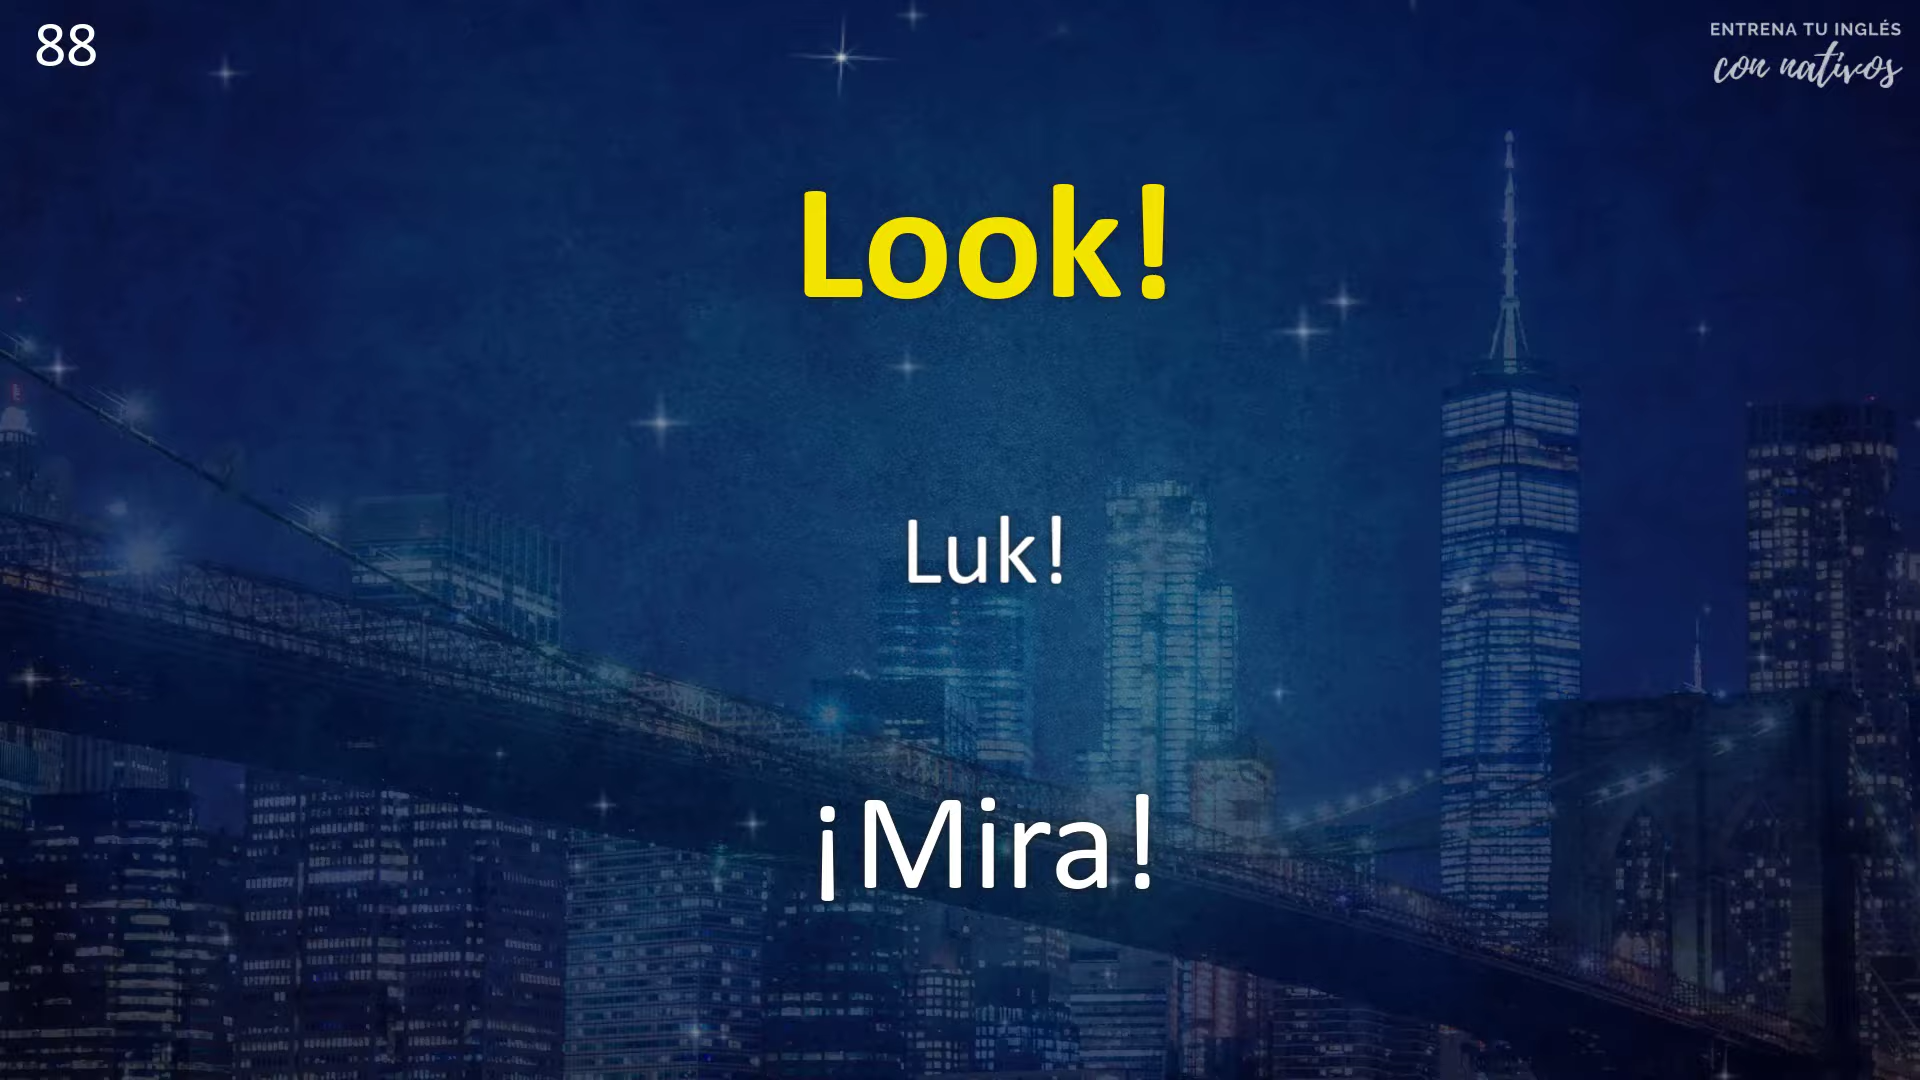 88
ENTRENA TU INGLÉS
con nativos
Look!
Luk!
¡Mira!